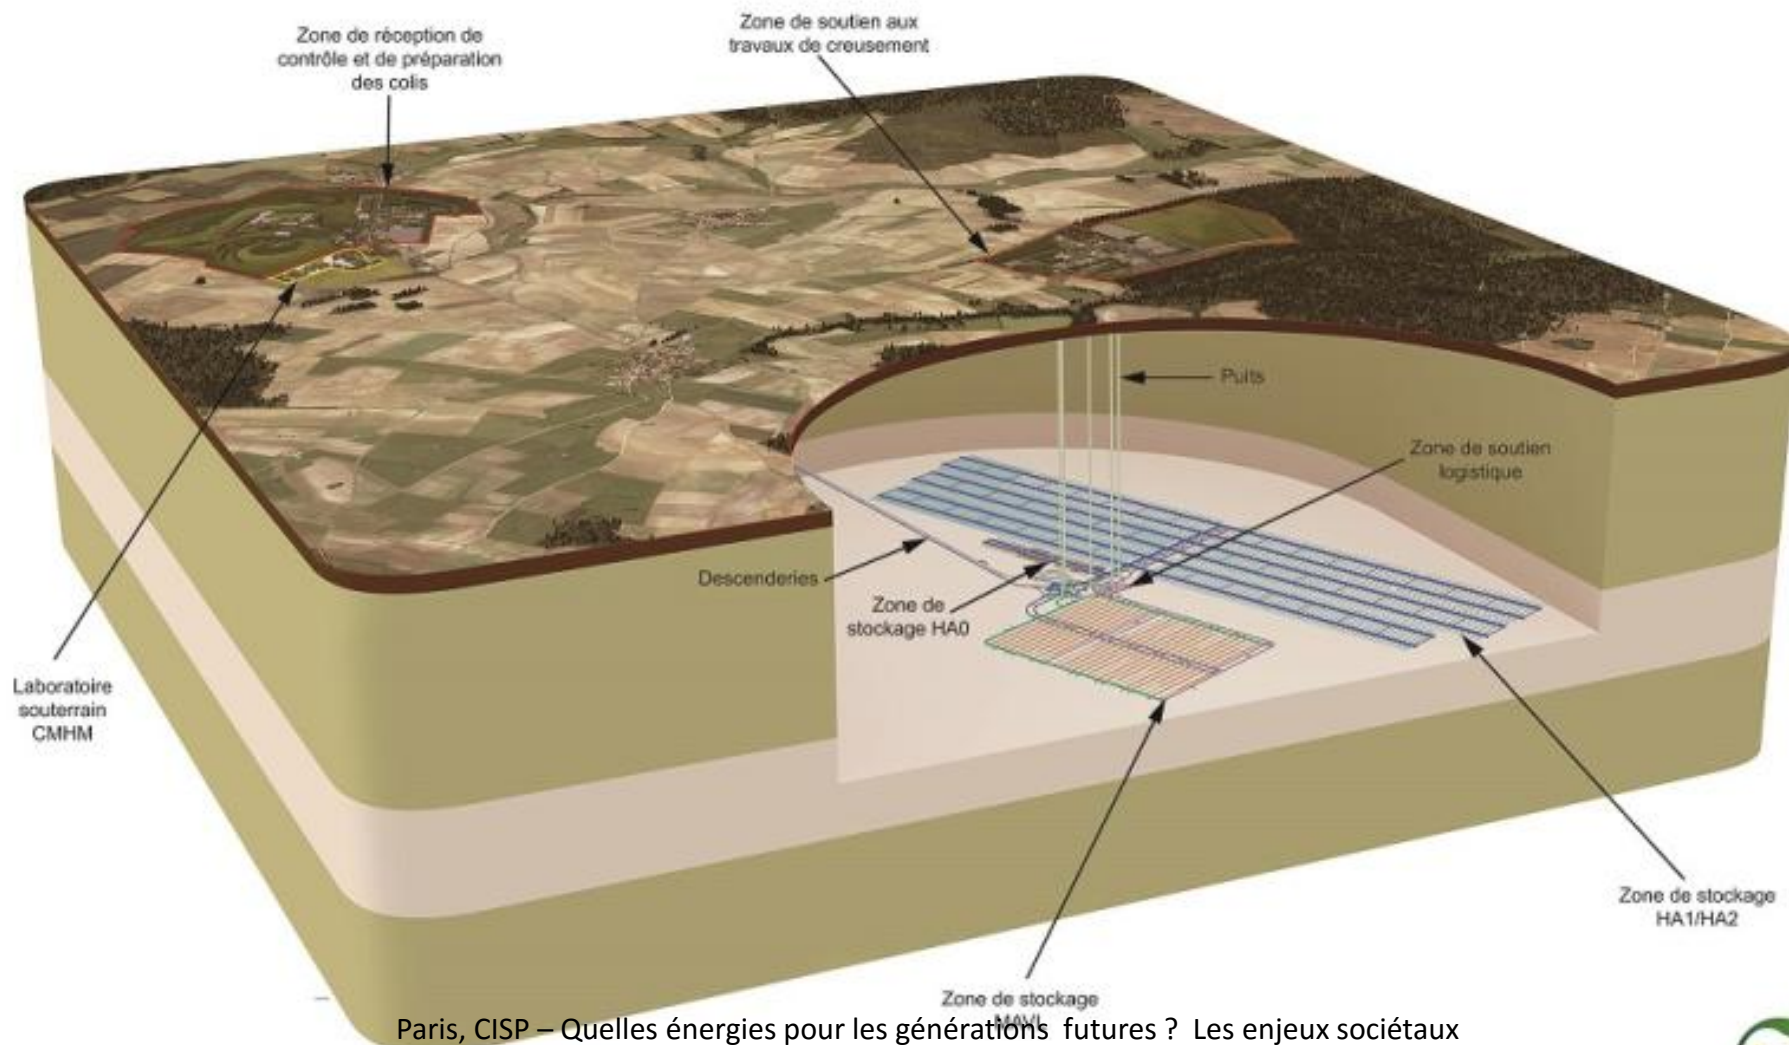 Zone de réception de
contrôle et de préparation
des colis
Zone de soutien aux
travaux de creusement
Puits
Zone de soutien
logistique
Descenderies
Zone de
stockage HA0
Laboratoire
souterrain
CMHM
Zone de stockage
HA1/HA2
Zone de stockage
MAVL
Paris, CISP – Quelles énergies pour les générations futures ? Les enjeux sociétaux